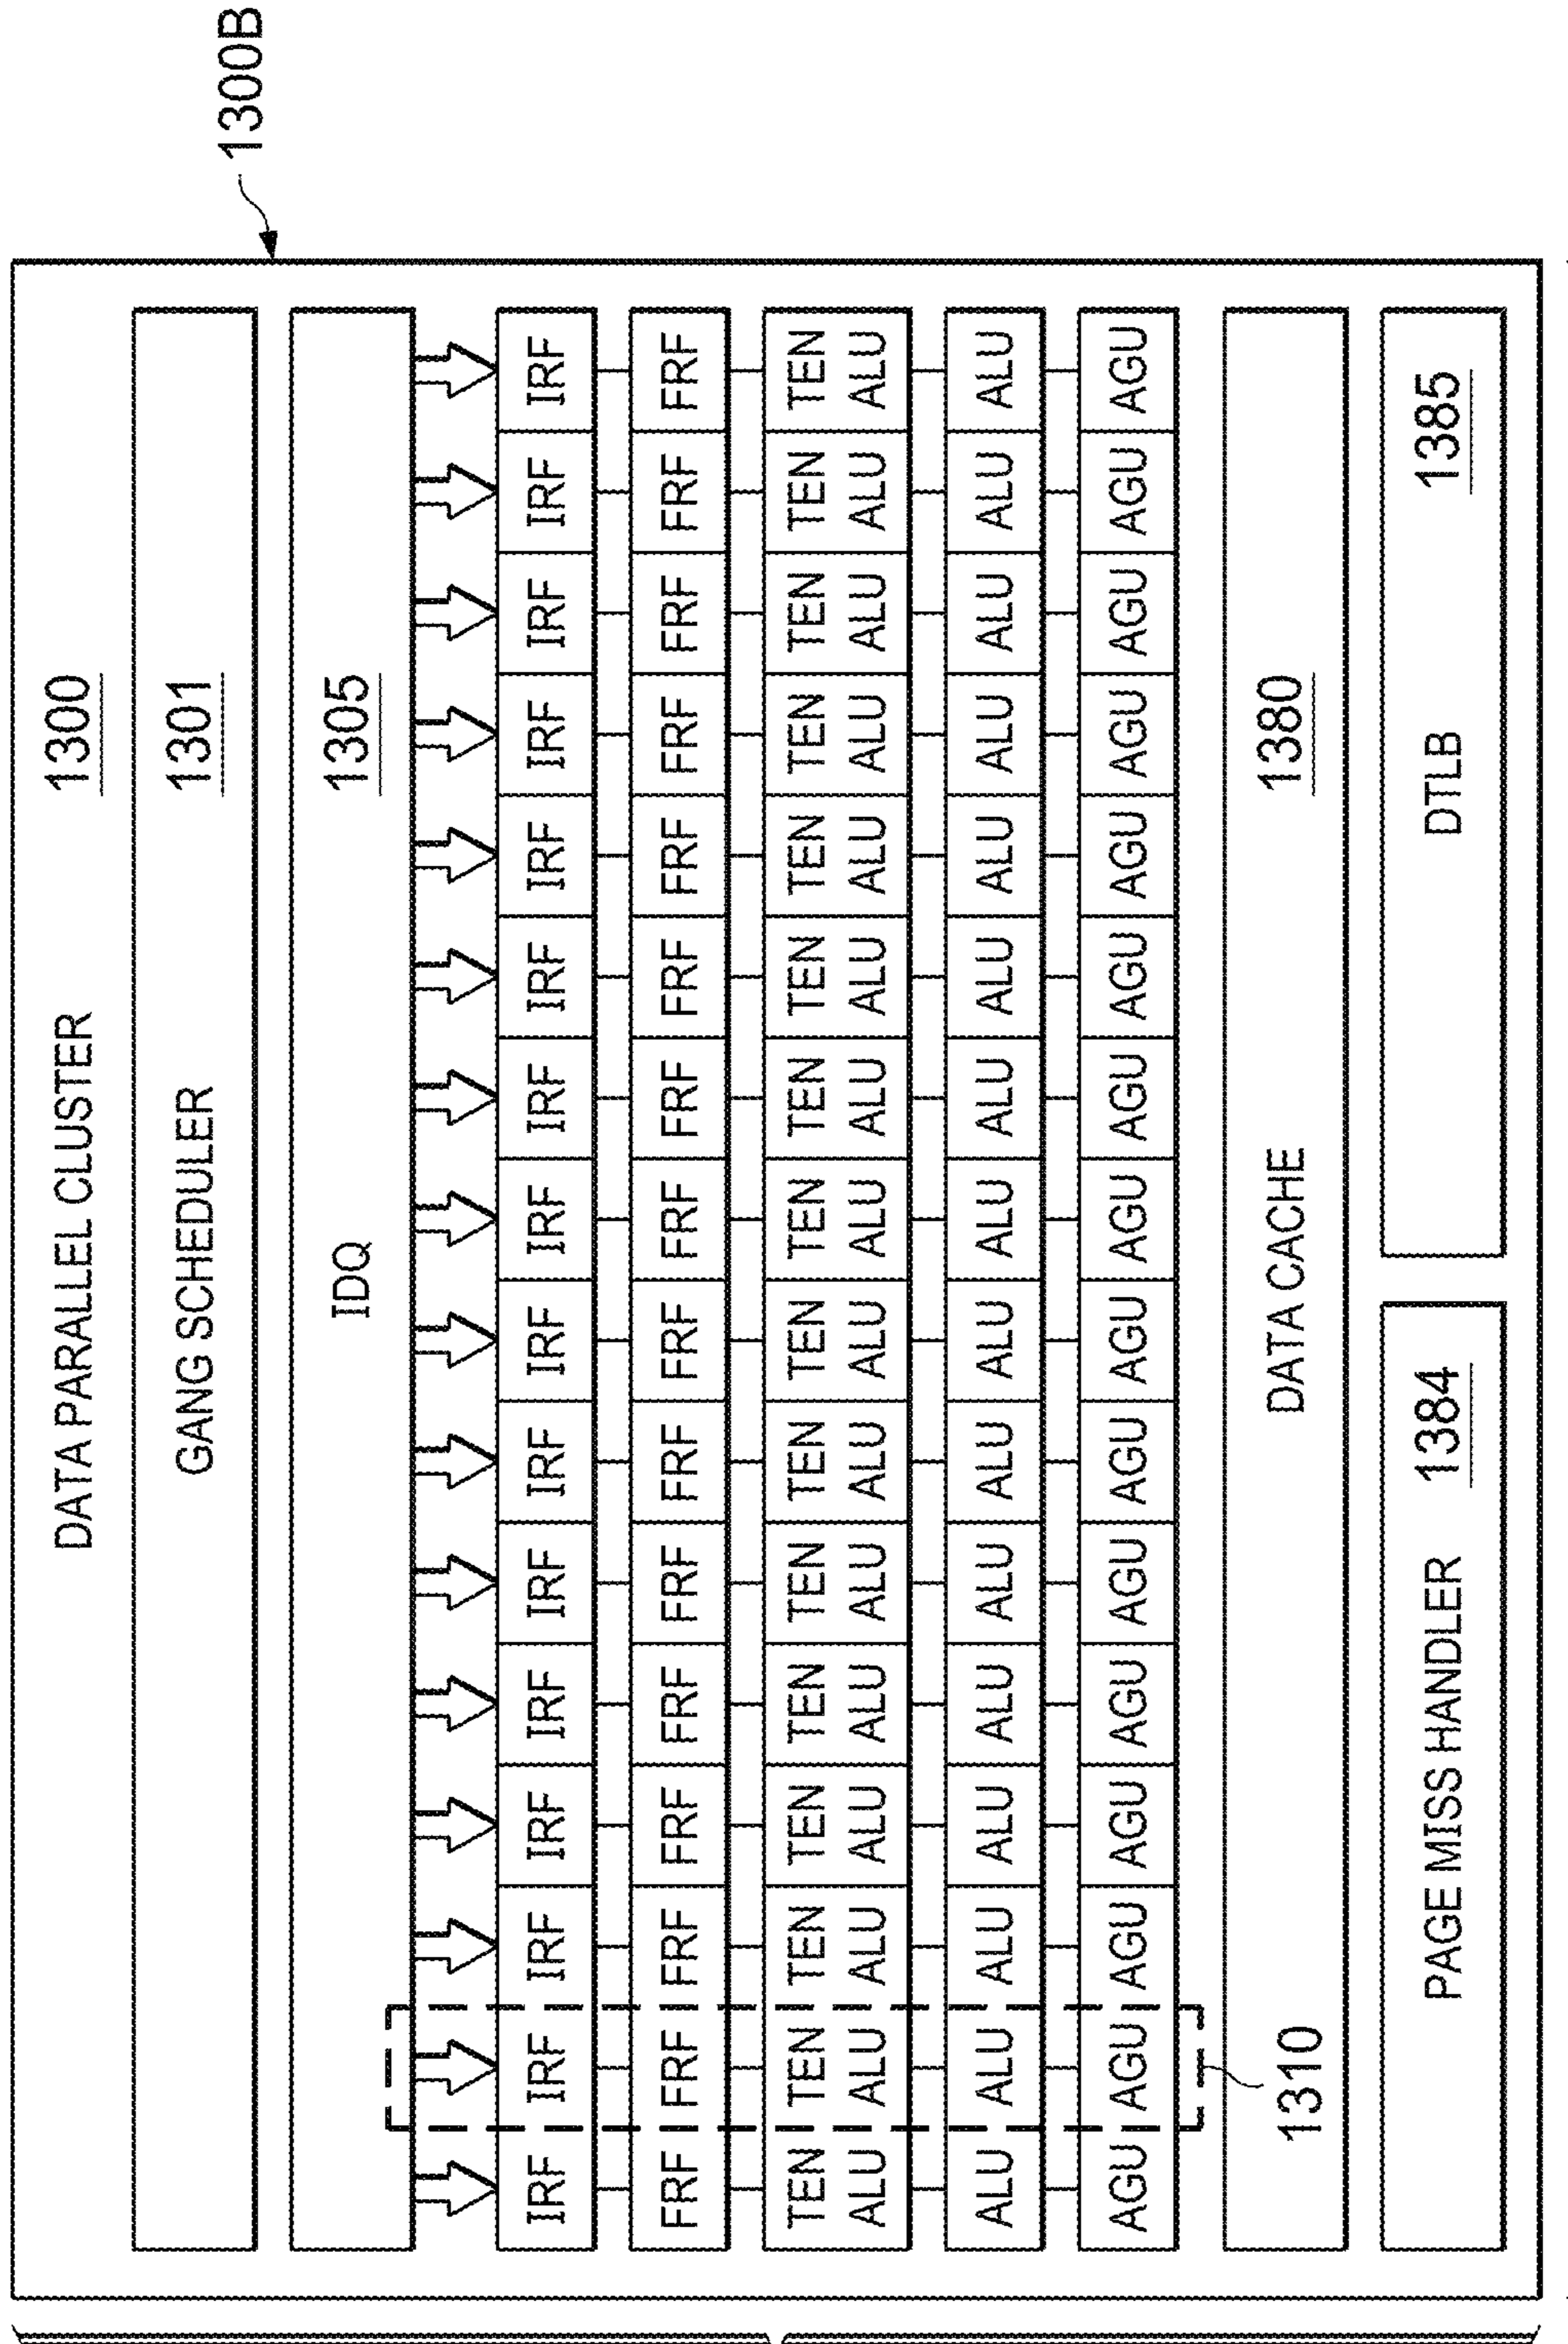 DATA PARALLEL CLUSTER 1300
1300B
GANG SCHEDULER 1301
IDQ 1305
IRF IRF IRF IRF IRF IRF IRF IRF IRF IRF IRF IRF IRF IRF IRF IRF
FRF FRF FRF FRF FRF FRF FRF FRF FRF FRF FRF FRF FRF FRF FRF FRF
TEN TEN TEN TEN TEN TEN TEN TEN TEN TEN TEN TEN TEN TEN TEN TEN
ALU ALU ALU ALU ALU ALU ALU ALU ALU ALU ALU ALU ALU ALU ALU ALU
ALU ALU ALU ALU ALU ALU ALU ALU ALU ALU ALU ALU ALU ALU ALU ALU
AGU AGU AGU AGU AGU AGU AGU AGU AGU AGU AGU AGU AGU AGU AGU AGU
1310
DATA CACHE 1380
PAGE MISS HANDLER 1384
DTLB 1385